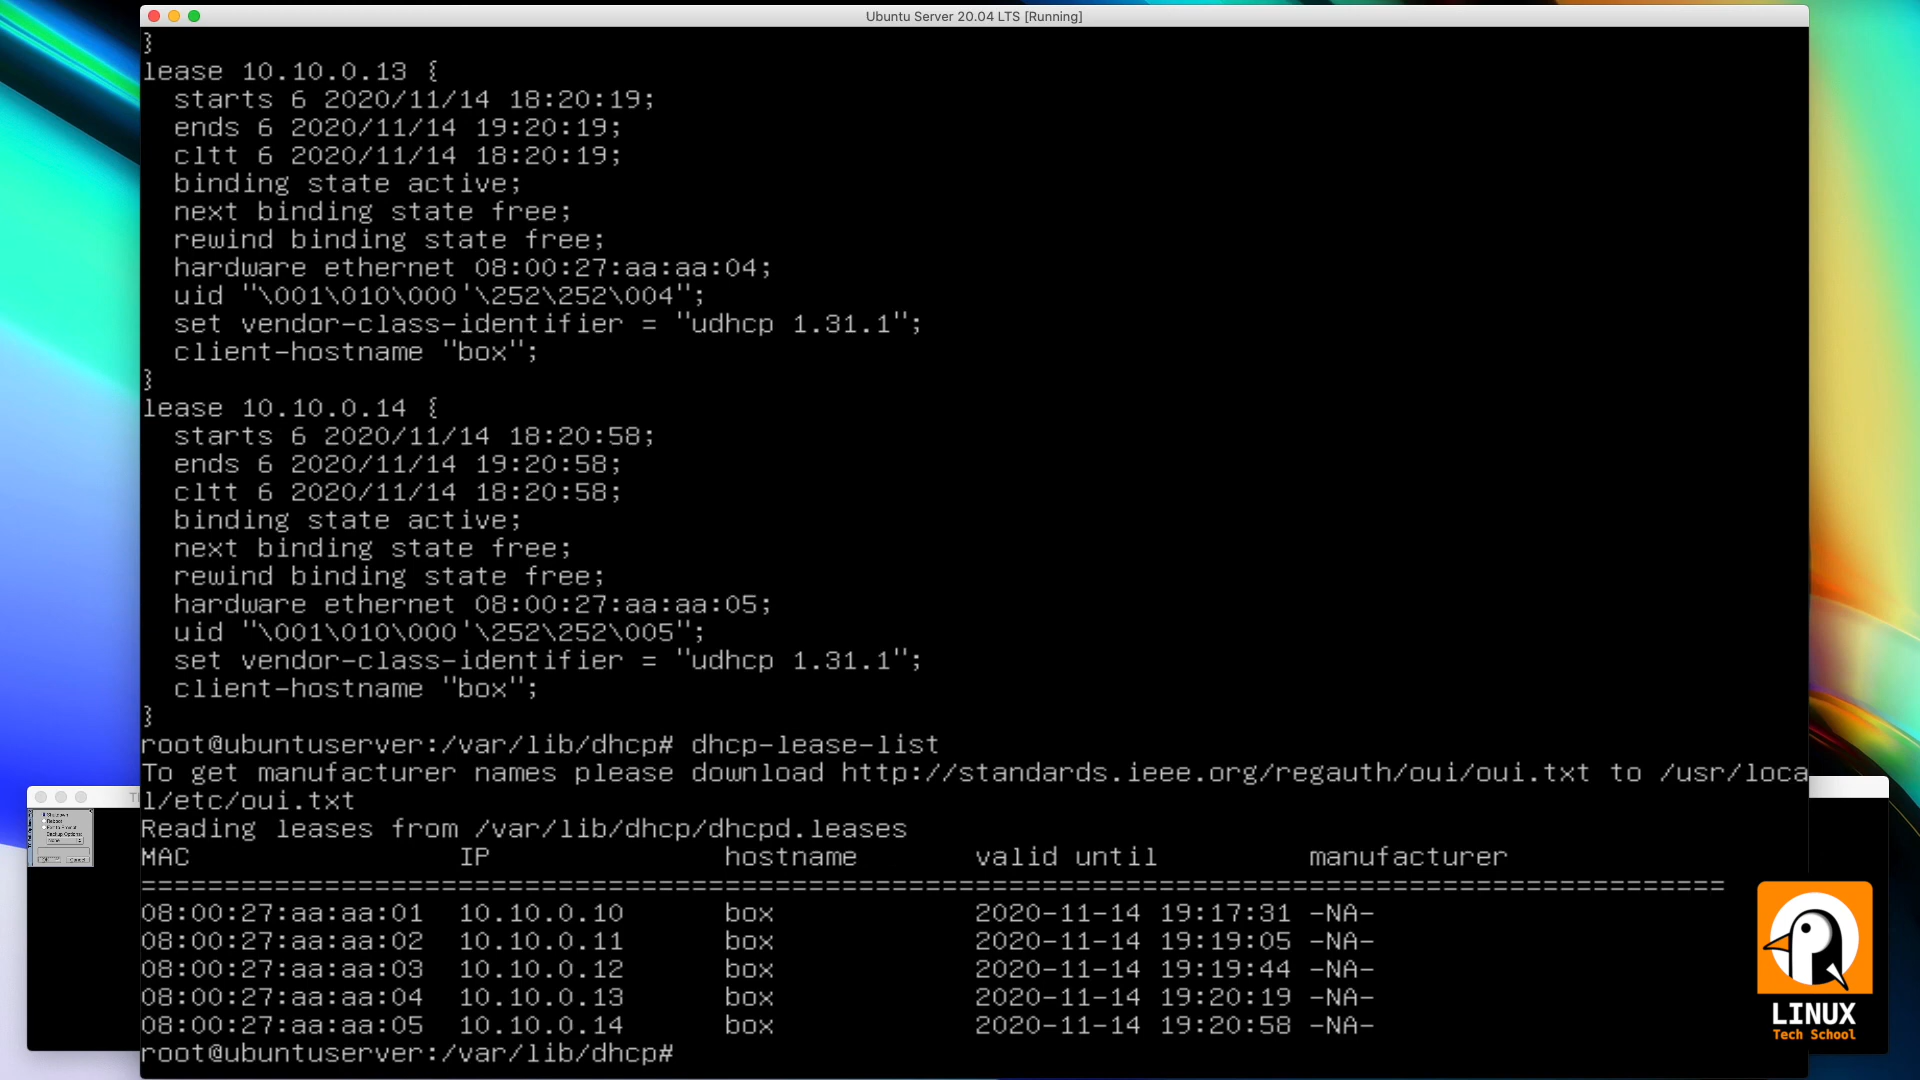 Ubuntu Server 20.04 LTS [Running]
}
lease 10.10.0.13 {
  starts 6 2020/11/14 18:20:19;
  ends 6 2020/11/14 19:20:19;
  cltt 6 2020/11/14 18:20:19;
  binding state active;
  next binding state free;
  rewind binding state free;
  hardware ethernet 08:00:27:aa:aa:04;
  uid "\001\010\000'\252\252\004";
  set vendor-class-identifier = "udhcp 1.31.1";
  client-hostname "box";
}
lease 10.10.0.14 {
  starts 6 2020/11/14 18:20:58;
  ends 6 2020/11/14 19:20:58;
  cltt 6 2020/11/14 18:20:58;
  binding state active;
  next binding state free;
  rewind binding state free;
  hardware ethernet 08:00:27:aa:aa:05;
  uid "\001\010\000'\252\252\005";
  set vendor-class-identifier = "udhcp 1.31.1";
  client-hostname "box";
}
root@ubuntuserver:/var/lib/dhcp# dhcp-lease-list
To get manufacturer names please download http://standards.ieee.org/regauth/oui/oui.txt to /usr/loca
l/etc/oui.txt
Reading leases from /var/lib/dhcp/dhcpd.leases
MAC                IP              hostname       valid until         manufacturer
===============================================================================================
08:00:27:aa:aa:01  10.10.0.10      box            2020-11-14 19:17:31 -NA-
08:00:27:aa:aa:02  10.10.0.11      box            2020-11-14 19:19:05 -NA-
08:00:27:aa:aa:03  10.10.0.12      box            2020-11-14 19:19:44 -NA-
08:00:27:aa:aa:04  10.10.0.13      box            2020-11-14 19:20:19 -NA-
08:00:27:aa:aa:05  10.10.0.14      box            2020-11-14 19:20:58 -NA-
root@ubuntuserver:/var/lib/dhcp#
LINUX
Tech School